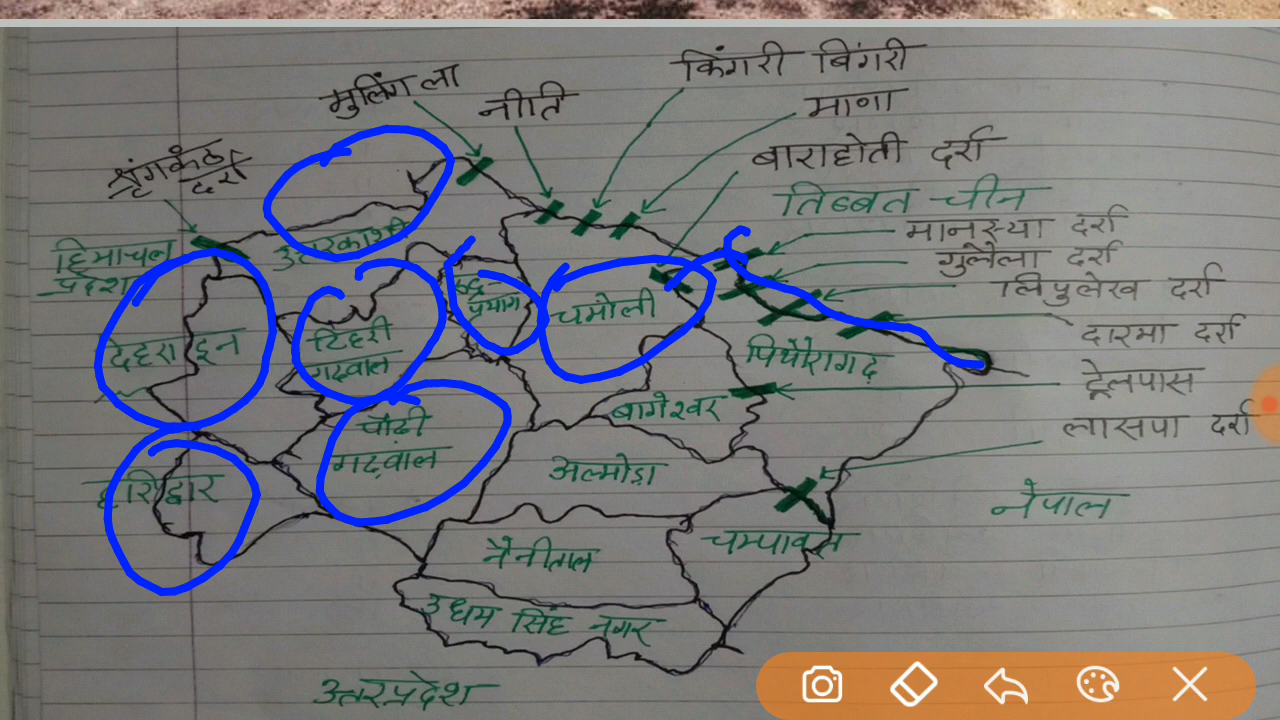 किंगरी बिंगरी
मुलिंग ला
नीति
माणा
श्रृंगकंठ
दर्रा
बाराहोती दर्रा
तिब्बत चीन
मानस्या दर्रा
हिमाचल
प्रदेश
उत्तरकाशी
गुलेला दर्रा
रुद्र
प्रयाग
चमोली
लिपुलेख दर्रा
देहरादून
टिहरी
गढ़वाल
दारमा दर्रा
पिथौरागढ़
ट्रेलपास
बागेश्वर
पौढी
गढ़वाल
लासपा दर्रा
हरिद्वार
अल्मोड़ा
नेपाल
नैनीताल
चम्पावत
उधम सिंह नगर
उत्तरप्रदेश